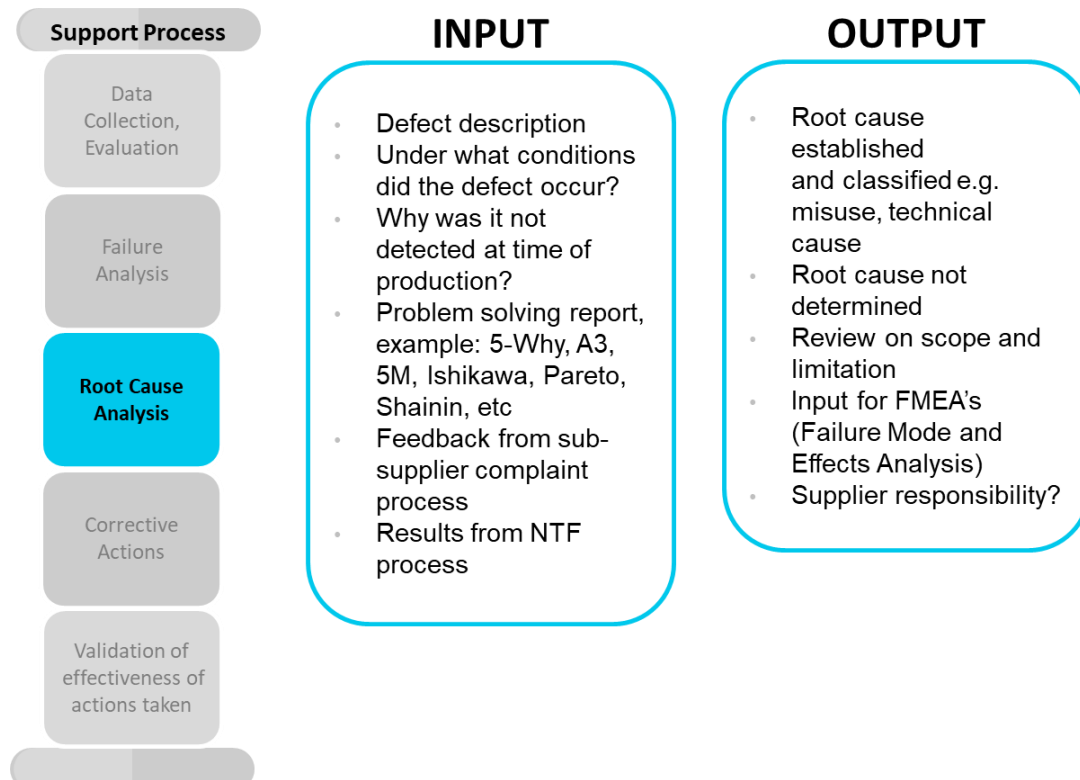 Support Process
Data
Collection,
Evaluation
Failure
Analysis
Root Cause
Analysis
Corrective
Actions
Validation of
effectiveness of
actions taken
INPUT
• Defect description
• Under what conditions
did the defect occur?
• Why was it not
detected at time of
production?
• Problem solving report,
example: 5-Why, A3,
5M, Ishikawa, Pareto,
Shainin, etc
• Feedback from sub-
supplier complaint
process
• Results from NTF
process
OUTPUT
• Root cause
established
and classified e.g.
misuse, technical
cause
• Root cause not
determined
• Review on scope and
limitation
• Input for FMEA’s
(Failure Mode and
Effects Analysis)
• Supplier responsibility?